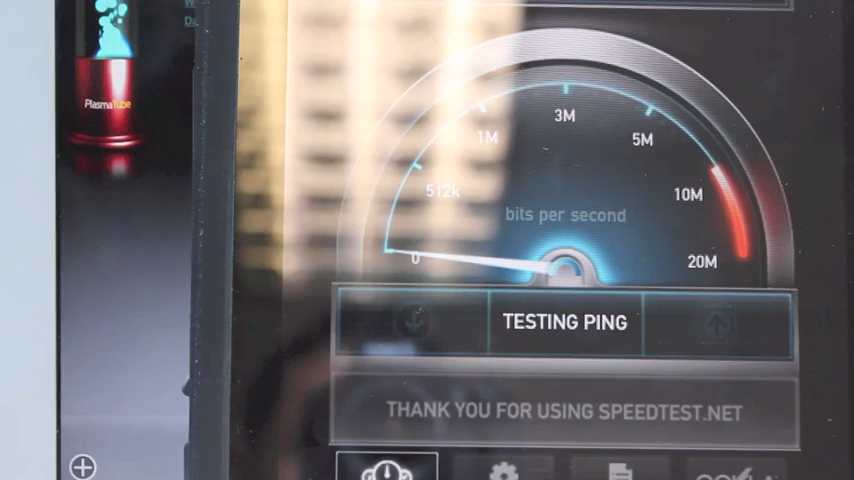 PlasmaTube
3M
1M
5M
512k
10M
bits per second
0
20M
TESTING PING
THANK YOU FOR USING SPEEDTEST.NET